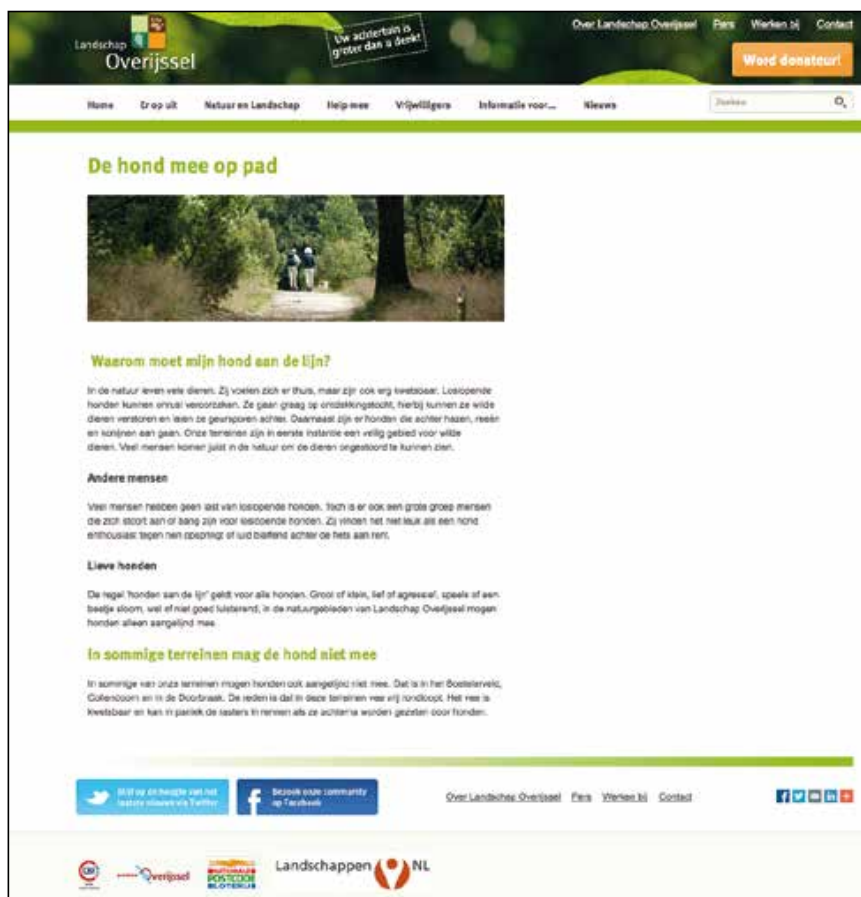 Landschap
Overijssel
Uw achtertuin is
groter dan u denkt!
Over Landschap Overijssel Pers Werken bij Contact
Word donateur!
Home Er op uit Natuur en Landschap Help mee Vrijwilligers Informatie voor... Nieuws Zoeken
De hond mee op pad
Waarom moet mijn hond aan de lijn?
In de natuur leven vele dieren. Zij voelen zich er thuis, maar zijn ook erg kwetsbaar. Loslopende
honden kunnen onrust veroorzaken. Ze gaan graag op ontdekkingstocht, hierbij kunnen ze wilde
dieren verstoren en laten ze geursporen achter. Daarnaast zijn er honden die achter hazen, reeën
en konijnen aan gaan. Onze terreinen zijn in eerste instantie een veilig gebied voor wilde
dieren. Veel mensen komen juist in de natuur om de dieren ongestoord te kunnen zien.
Andere mensen
Veel mensen hebben geen last van loslopende honden. Toch is er ook een grote groep mensen
die zich stoort aan of bang zijn voor loslopende honden. Zij vinden het niet leuk als een hond
enthousiast tegen hen opspringt of luid blaffend achter de fiets aan rent.
Lieve honden
De regel 'honden aan de lijn' geldt voor alle honden. Groot of klein, lief of agressief, speels of een
beetje sloom, wel of niet goed luisterend, in de natuurgebieden van Landschap Overijssel mogen
honden alleen aangelijnd mee.
In sommige terreinen mag de hond niet mee
In sommige van onze terreinen mogen honden ook aangelijnd niet mee. Dat is in het Boetelerveld,
Collendoorn en in de Doorbraak. De reden is dat in deze terreinen vee vrij rondloopt. Het vee is
kwetsbaar en kan in paniek de rasters in rennen als ze achterna worden gezeten door honden.
Blijf op de hoogte van het
laatste nieuws via Twitter
Bezoek onze community
op Facebook
Over Landschap Overijssel Pers Werken bij Contact
CBF
Overijssel
NATIONALE
POSTCODE
LOTERIJ
Landschappen NL